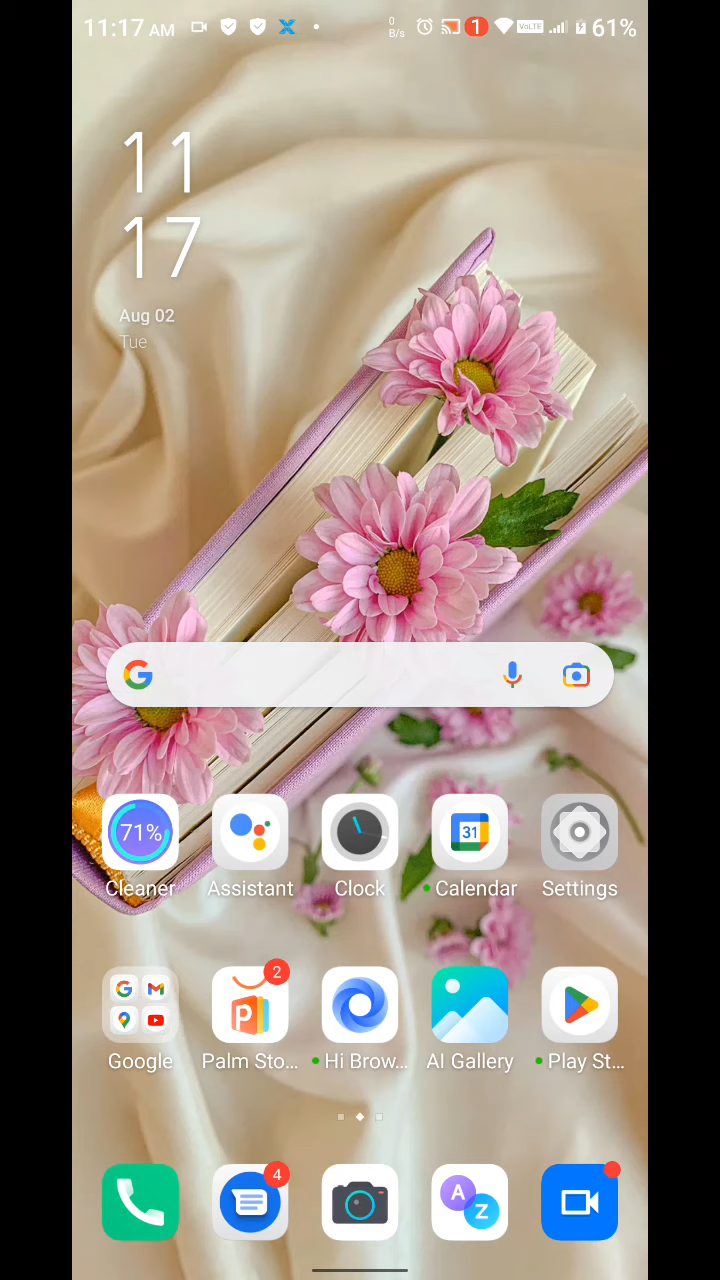 11:17 AM 0 B/s 1 VoLTE 61%
11
17
Aug 02
Tue
G
71% 31
Cleaner Assistant Clock Calendar Settings
2
P
Google Palm Sto... Hi Brow... AI Gallery Play St...
4
A
Z